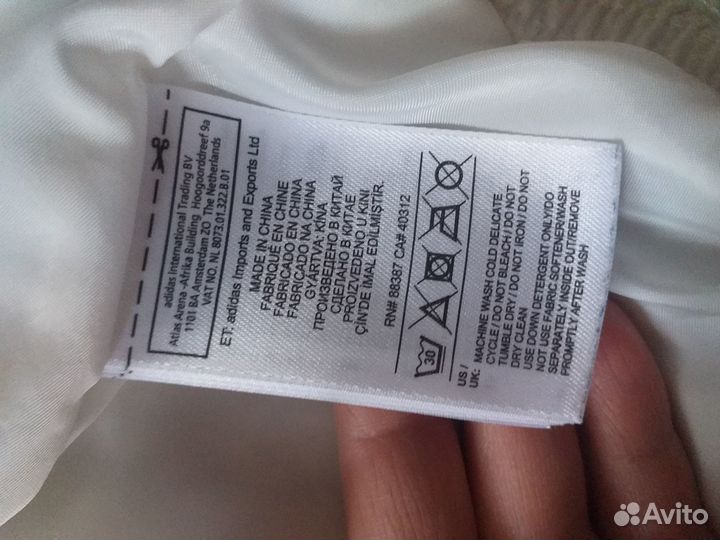 adidas International Trading BV
Atlas Arena -Afrika Building Hoogoorddreef 9a
1101 BA Amsterdam ZO The Netherlands
VAT NO. NL 8073.01.322.B.01
ET: adidas Imports and Exports Ltd
MADE IN CHINA
FABRIQUÉ EN CHINE
FABRICADO EN CHINA
FABRICADO NA CHINA
GYÁRTVA: KÍNA
ПРОИЗВЕДЕНО В КИТАЙ
СДЕЛАНО В КИТАЕ
PROIZVEDENO U KINI
ÇİN'DE İMAL EDİLMİŞTİR.
RN# 88387 CA# 40312
30
US /
UK: MACHINE WASH COLD DELICATE
CYCLE / DO NOT BLEACH / DO NOT
TUMBLE DRY / DO NOT IRON / DO NOT
DRY CLEAN
USE DOWN DETERGENT ONLY/DO
NOT USE FABRIC SOFTENER/WASH
SEPARATELY INSIDE OUT/REMOVE
PROMPTLY AFTER WASH
Avito